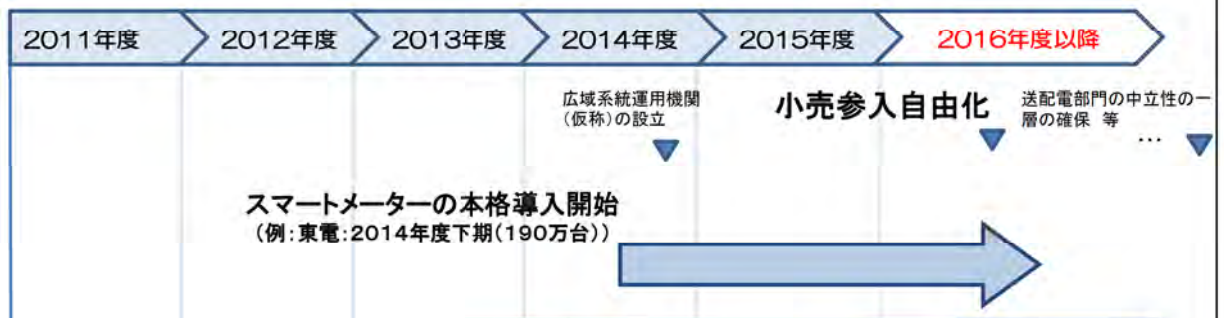 2011年度 2012年度 2013年度 2014年度 2015年度 2016年度以降
広域系統運用機関
(仮称)の設立
小売参入自由化
送配電部門の中立性の一
層の確保 等
…
スマートメーターの本格導入開始
(例:東電:2014年度下期(190万台))